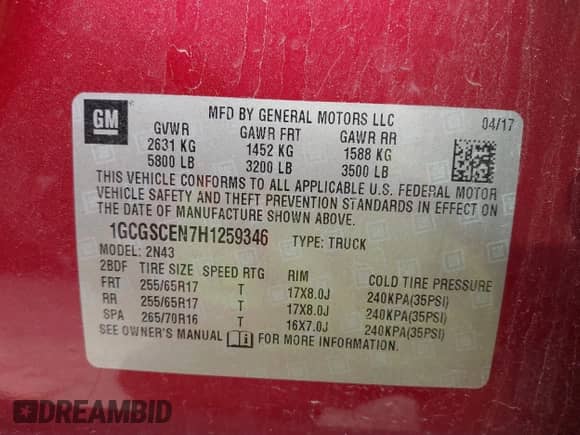 GM
MFD BY GENERAL MOTORS LLC
04/17
GVWR GAWR FRT GAWR RR
2631 KG 1452 KG 1588 KG
5800 LB 3200 LB 3500 LB
THIS VEHICLE CONFORMS TO ALL APPLICABLE U.S. FEDERAL MOTOR
VEHICLE SAFETY AND THEFT PREVENTION STANDARDS IN EFFECT ON
THE DATE OF MANUFACTURE SHOWN ABOVE.
1GCGSCEN7H1259346 TYPE: TRUCK
MODEL: 2N43
2BDF TIRE SIZE SPEED RTG RIM COLD TIRE PRESSURE
FRT 255/65R17 T 17X8.0J 240KPA(35PSI)
RR 255/65R17 T 17X8.0J 240KPA(35PSI)
SPA 265/70R16 T 16X7.0J 240KPA(35PSI)
SEE OWNER'S MANUAL FOR MORE INFORMATION.
DREAMBID